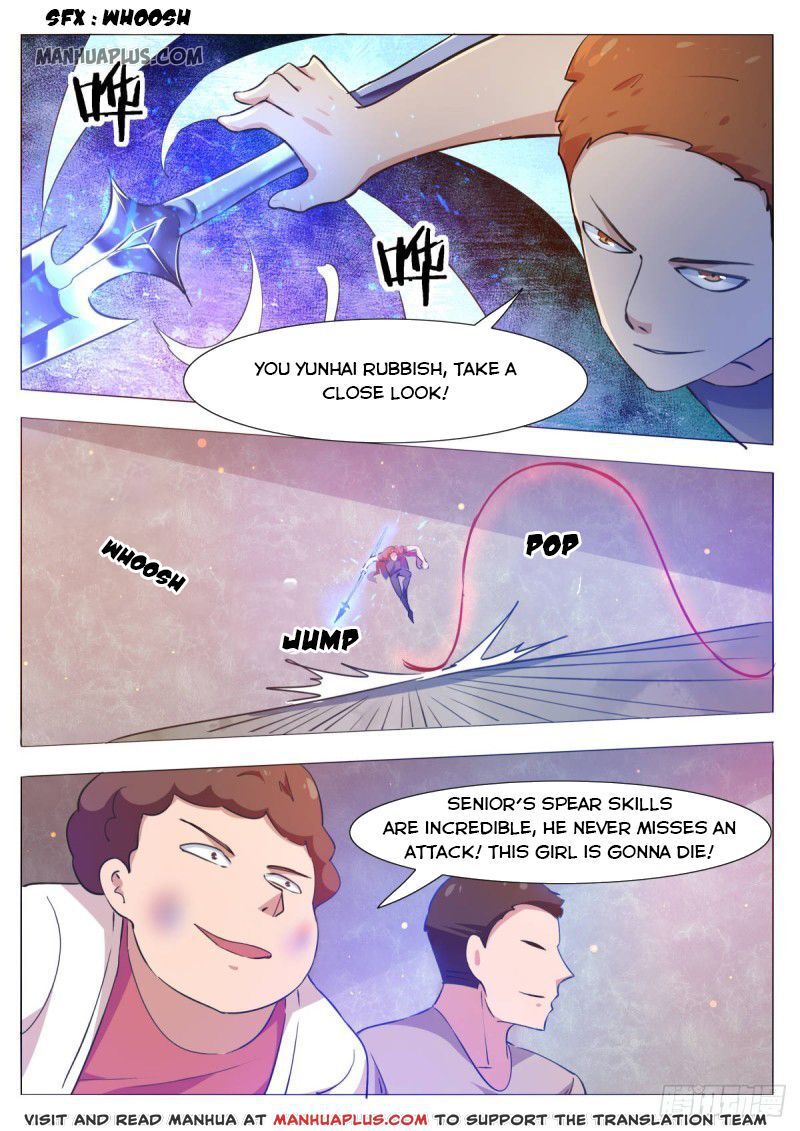 SFX : WHOOSH
MANHUAPLUS.COM
哗
哗
YOU YUNHAI RUBBISH, TAKE A
CLOSE LOOK!
POP
WHOOSH
JUMP
SENIOR'S SPEAR SKILLS
ARE INCREDIBLE, HE NEVER MISSES AN
ATTACK! THIS GIRL IS GONNA DIE!
VISIT AND READ MANHUA AT MANHUAPLUS.COM TO SUPPORT THE TRANSLATION TEAM